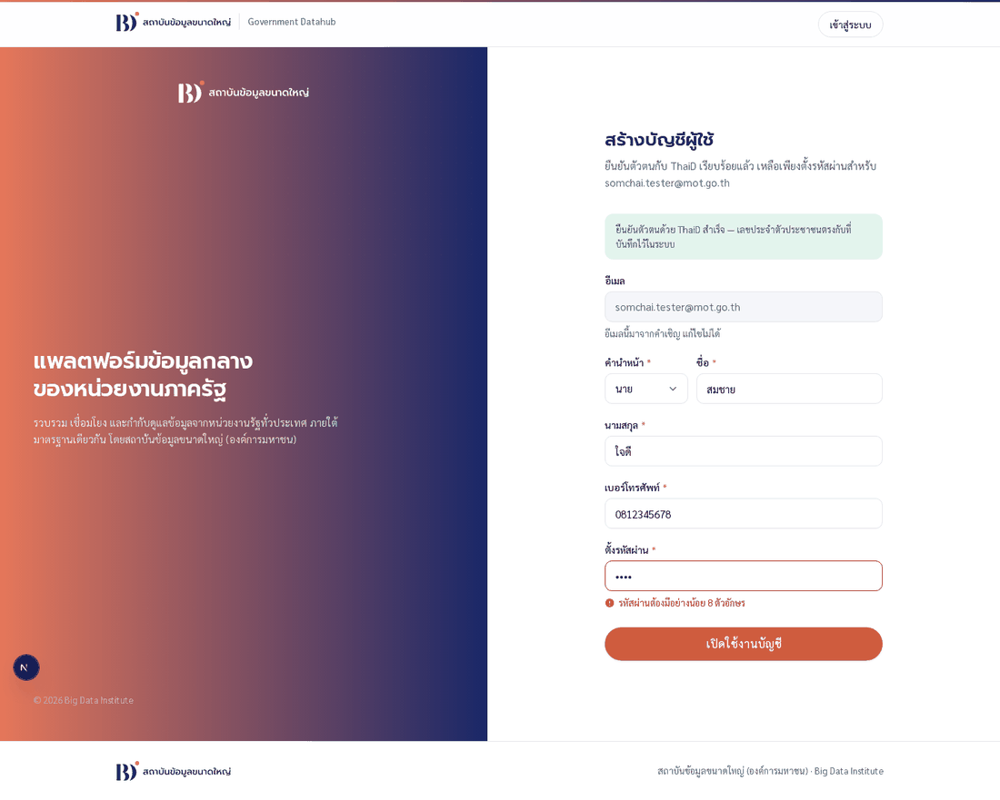 BD สถาบันข้อมูลขนาดใหญ่ Government Datahub
เข้าสู่ระบบ
BD สถาบันข้อมูลขนาดใหญ่
แพลตฟอร์มข้อมูลกลาง
ของหน่วยงานภาครัฐ
รวบรวม เชื่อมโยง และกำกับดูแลข้อมูลจากหน่วยงานรัฐทั่วประเทศ ภายใต้
มาตรฐานเดียวกัน โดยสถาบันข้อมูลขนาดใหญ่ (องค์การมหาชน)
N
© 2026 Big Data Institute
สร้างบัญชีผู้ใช้
ยืนยันตัวตนกับ ThaiD เรียบร้อยแล้ว เหลือเพียงตั้งรหัสผ่านสำหรับ
somchai.tester@mot.go.th
ยืนยันตัวตนด้วย ThaiD สำเร็จ — เลขประจำตัวประชาชนตรงกับที่
บันทึกไว้ในระบบ
อีเมล
somchai.tester@mot.go.th
อีเมลนี้มาจากคำเชิญ แก้ไขไม่ได้
คำนำหน้า * ชื่อ *
นาย สมชาย
นามสกุล *
ใจดี
เบอร์โทรศัพท์ *
0812345678
ตั้งรหัสผ่าน *
••••
รหัสผ่านต้องมีอย่างน้อย 8 ตัวอักษร
เปิดใช้งานบัญชี
BD สถาบันข้อมูลขนาดใหญ่
สถาบันข้อมูลขนาดใหญ่ (องค์การมหาชน) · Big Data Institute